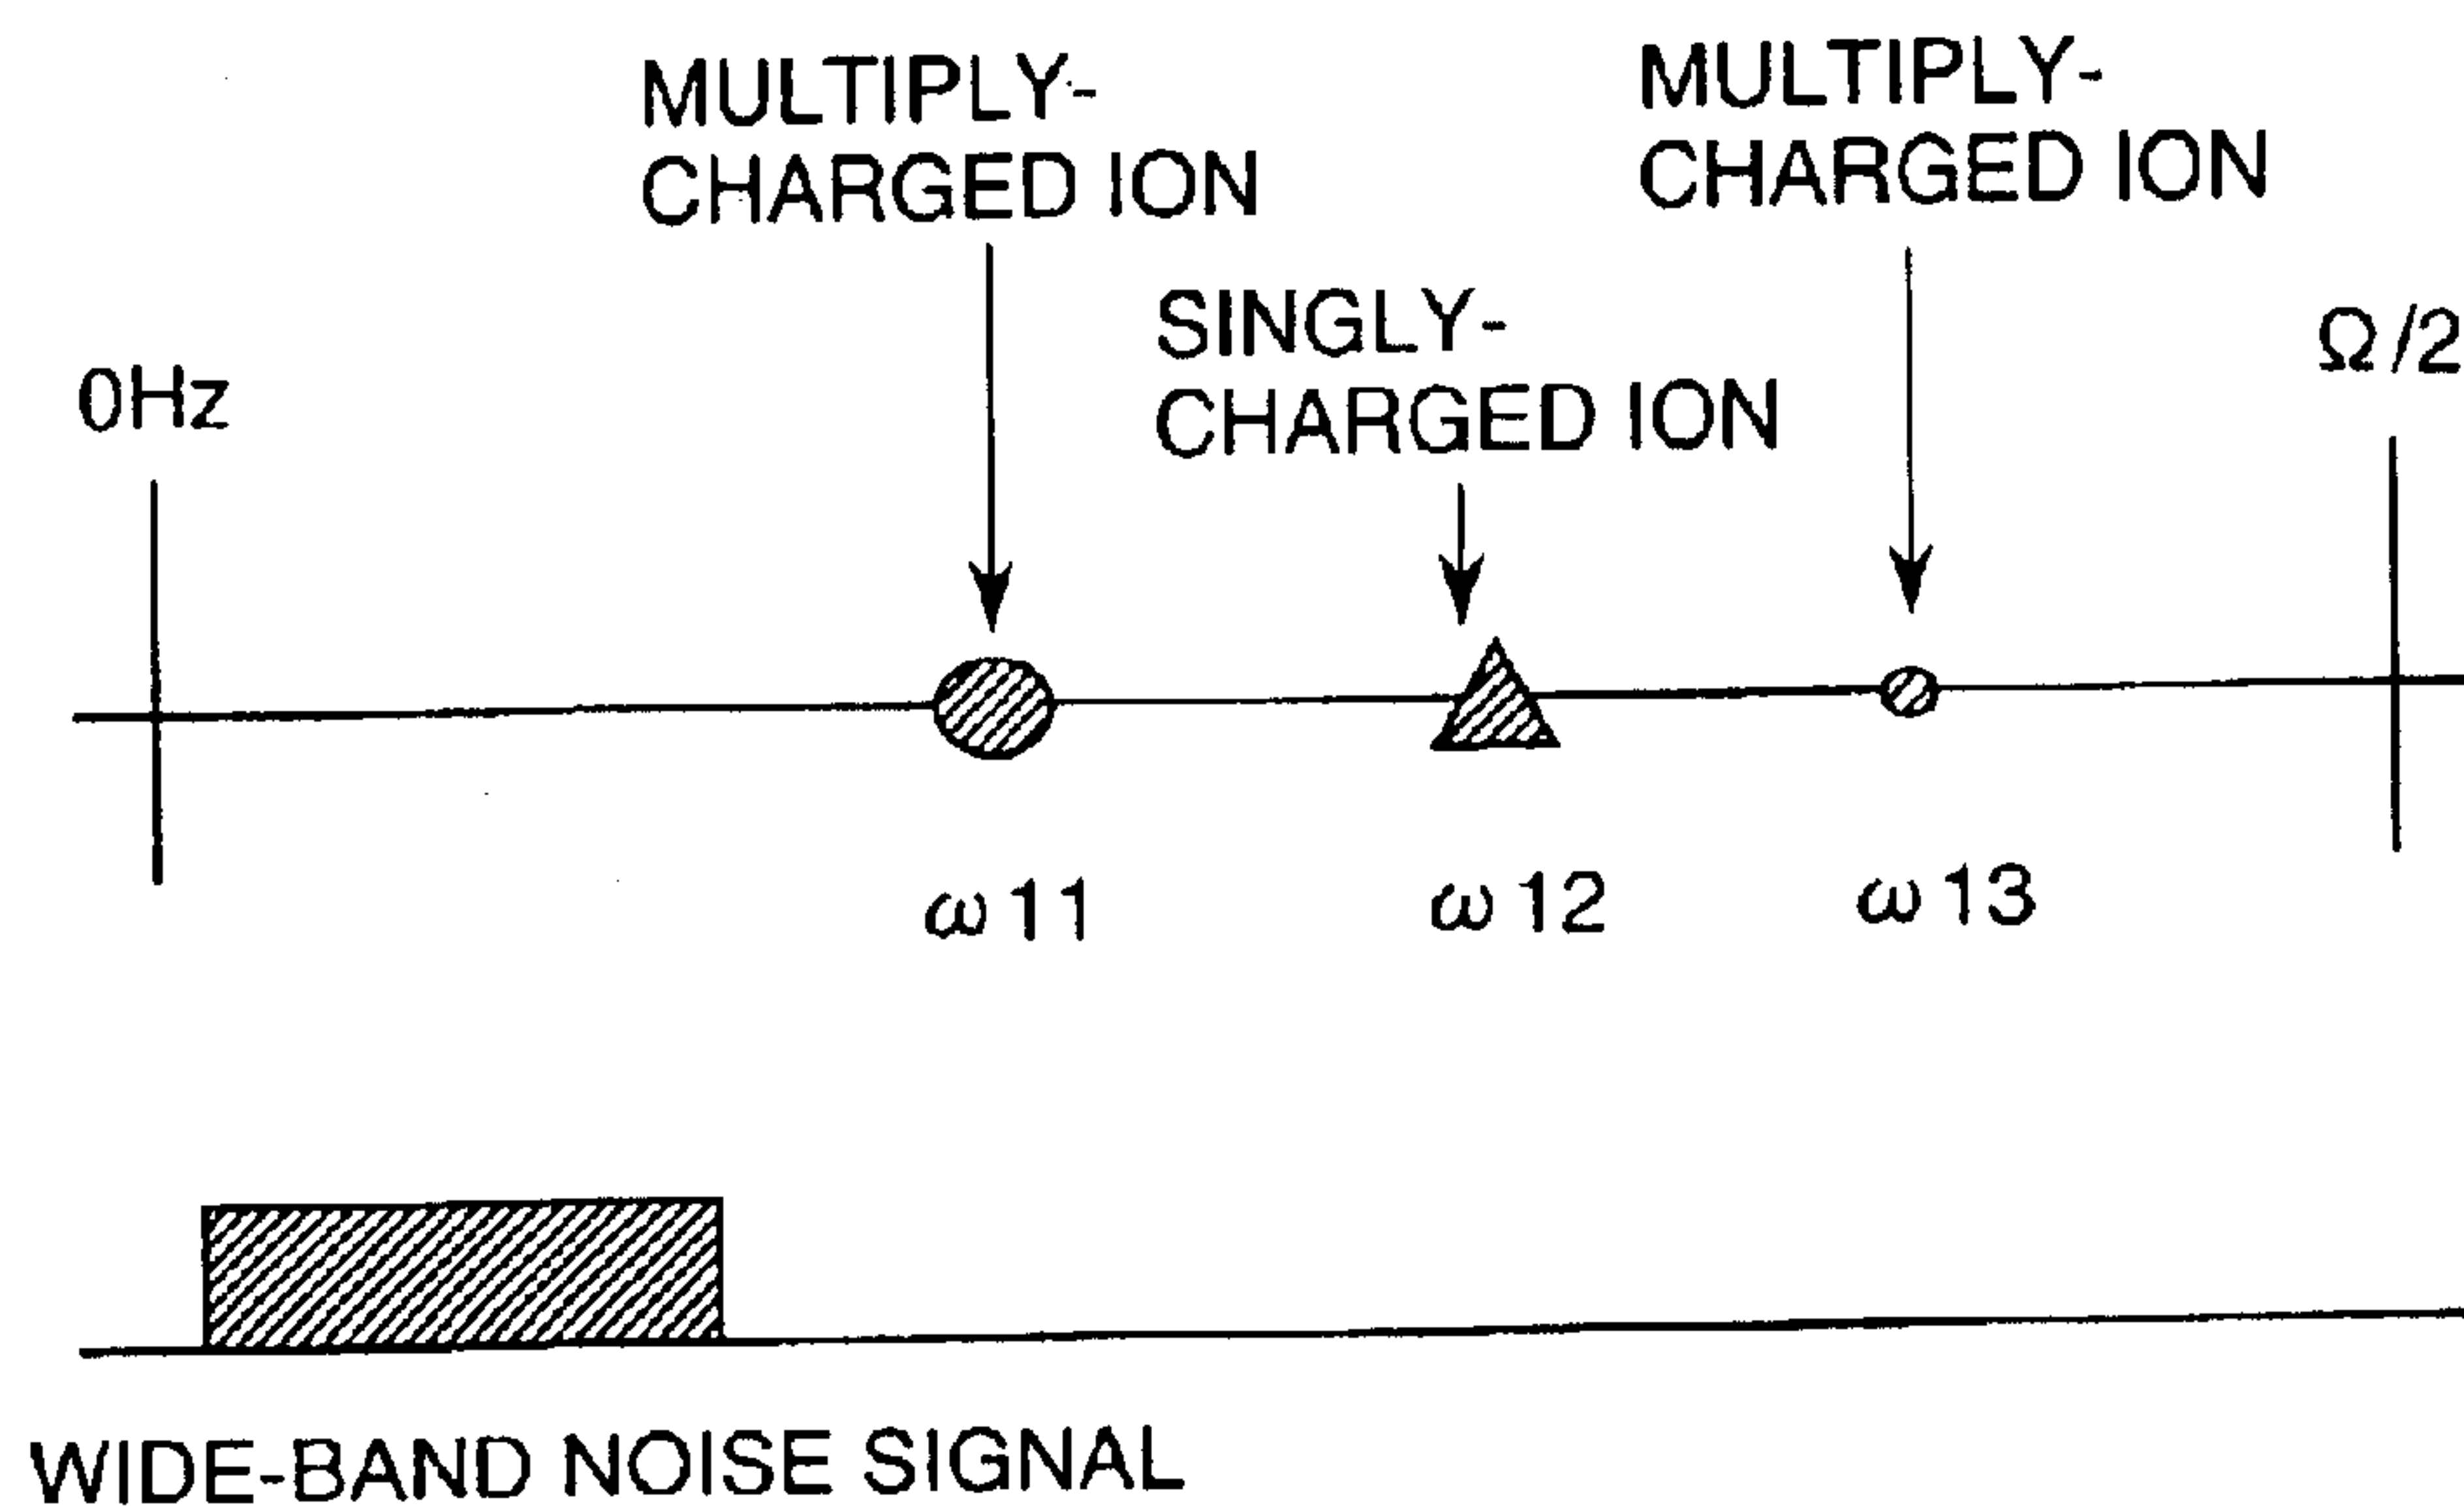 MULTIPLY-
CHARGED ION
MULTIPLY-
CHARGED ION
SINGLY-
CHARGED ION
0Hz
Ω/2
ω11
ω12
ω13
WIDE-BAND NOISE SIGNAL